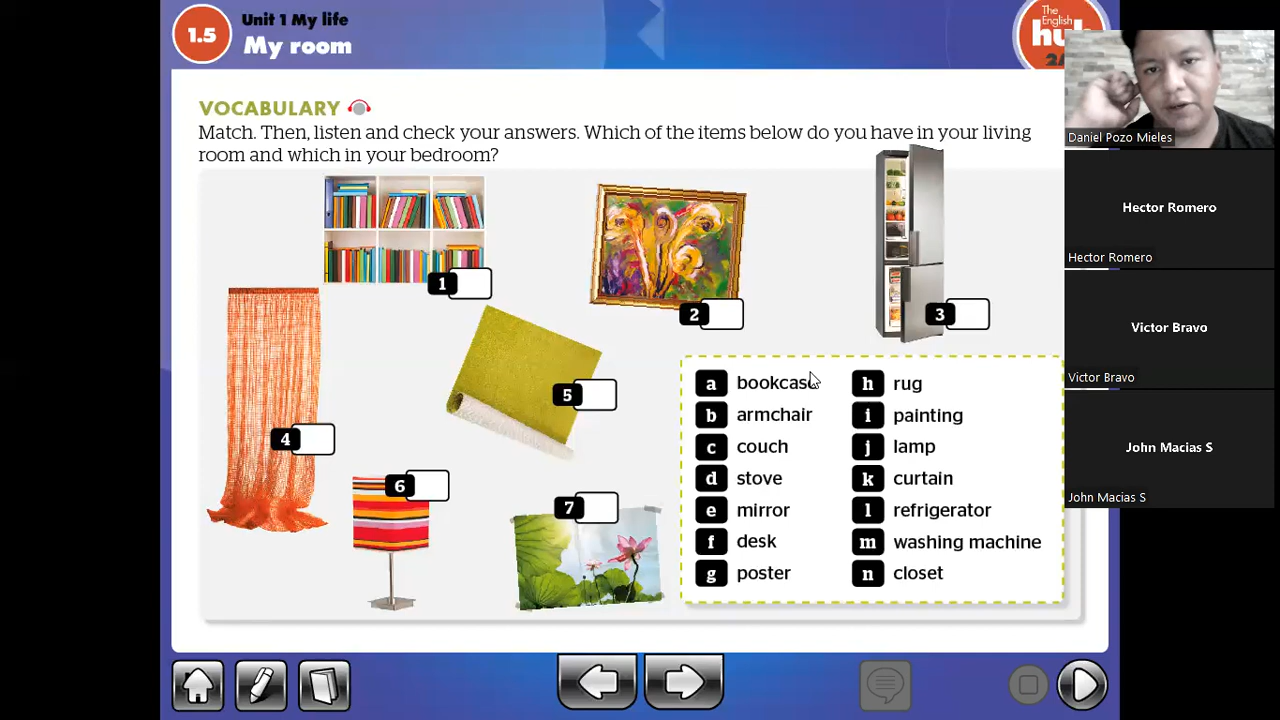 1.5
Unit 1 My life
My room
The
English
hub
VOCABULARY
Match. Then, listen and check your answers. Which of the items below do you have in your living
room and which in your bedroom?
1
2
3
4
5
6
7
a bookcase
b armchair
c couch
d stove
e mirror
f desk
g poster
h rug
i painting
j lamp
k curtain
l refrigerator
m washing machine
n closet
Daniel Pozo Mieles
Hector Romero
Hector Romero
Victor Bravo
Victor Bravo
John Macias S
John Macias S